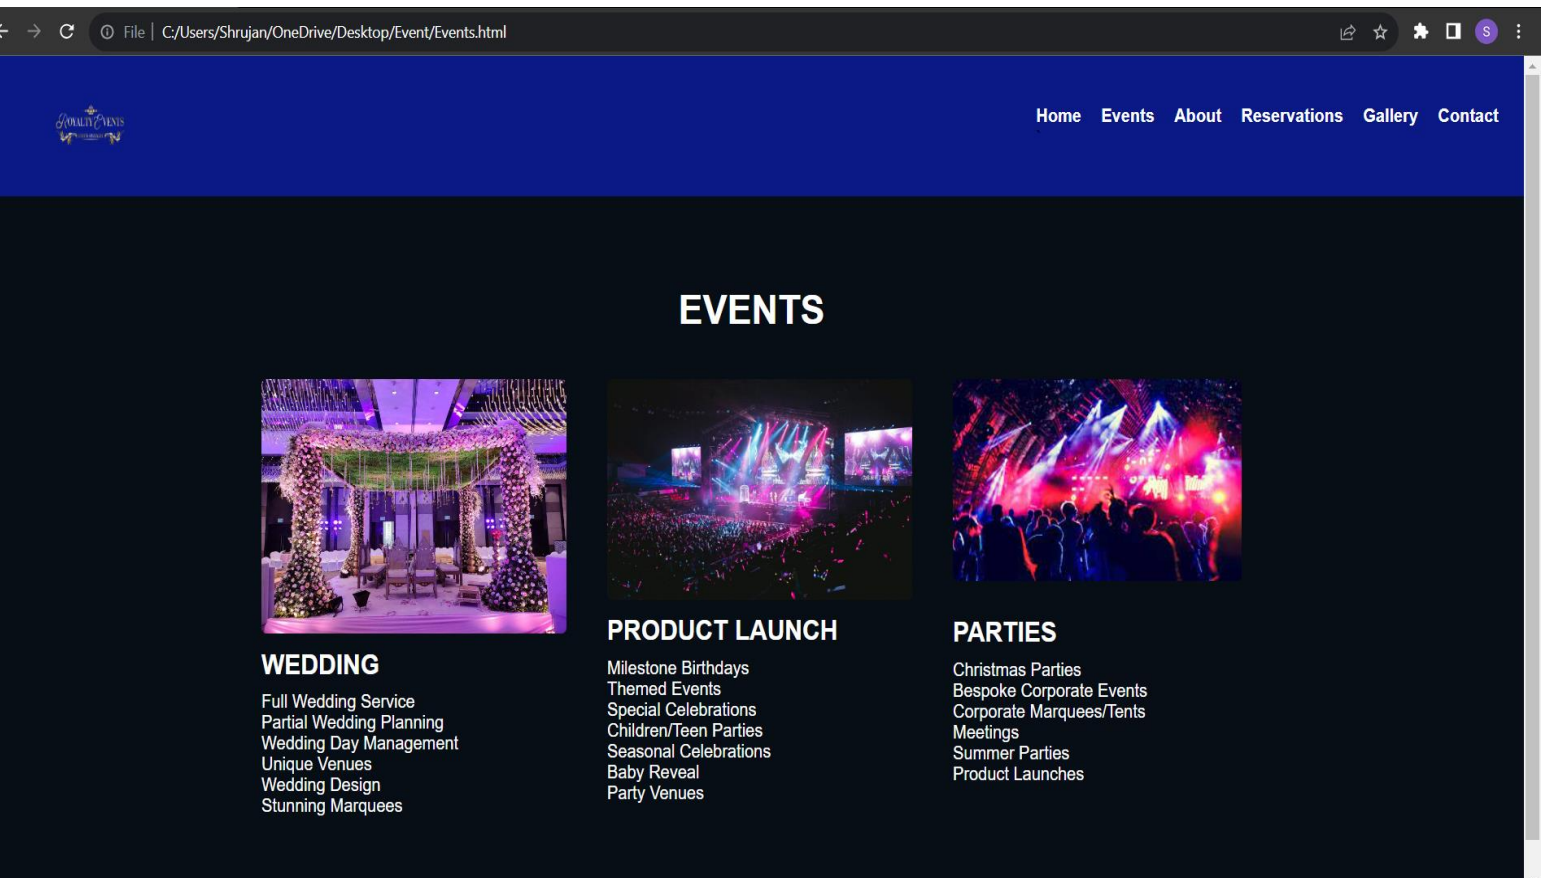 File
C:/Users/Shrujan/OneDrive/Desktop/Event/Events.html
S
ROYALTY EVENTS
Home Events About Reservations Gallery Contact
EVENTS
WEDDING
Full Wedding Service
Partial Wedding Planning
Wedding Day Management
Unique Venues
Wedding Design
Stunning Marquees
PRODUCT LAUNCH
Milestone Birthdays
Themed Events
Special Celebrations
Children/Teen Parties
Seasonal Celebrations
Baby Reveal
Party Venues
PARTIES
Christmas Parties
Bespoke Corporate Events
Corporate Marquees/Tents
Meetings
Summer Parties
Product Launches